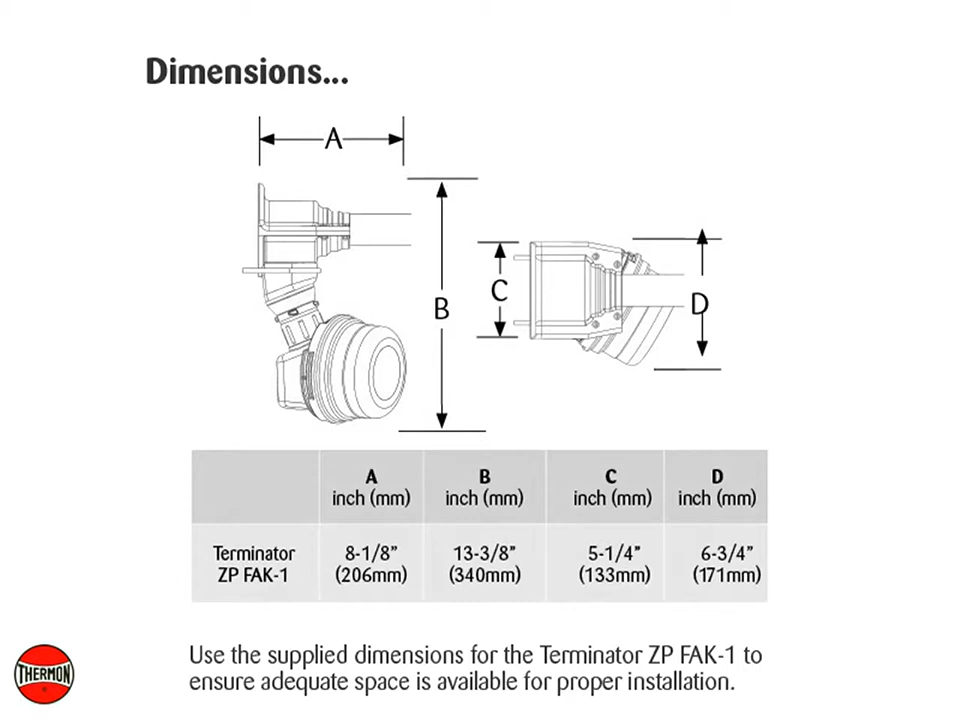 Dimensions...
A
B
C
D
A B C D
inch (mm) inch (mm) inch (mm) inch (mm)
Terminator 8-1/8” 13-3/8” 5-1/4” 6-3/4”
ZP FAK-1 (206mm) (340mm) (133mm) (171mm)
Use the supplied dimensions for the Terminator ZP FAK-1 to
ensure adequate space is available for proper installation.
THERMON
®